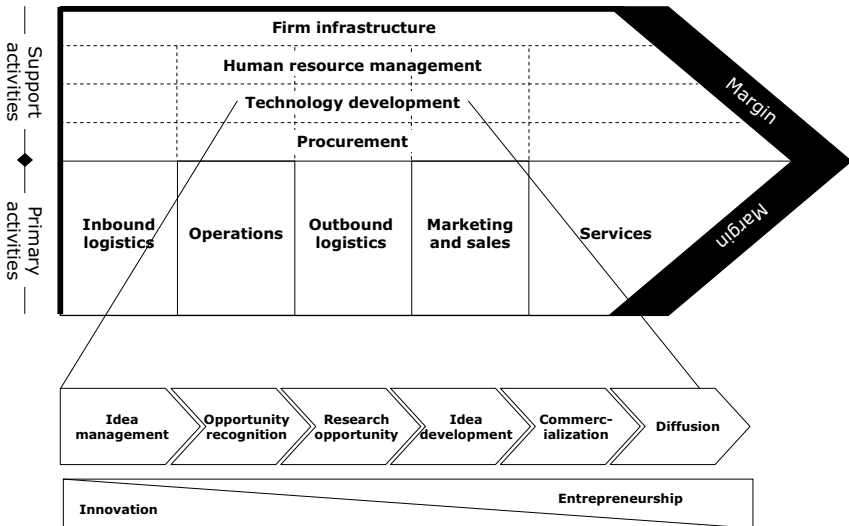 Support
activities
Primary
activities
Firm infrastructure
Human resource management
Technology development
Procurement
Inbound
logistics
Operations
Outbound
logistics
Marketing
and sales
Services
Margin
Margin
Idea
management
Opportunity
recognition
Research
opportunity
Idea
development
Commerc-
ialization
Diffusion
Innovation
Entrepreneurship